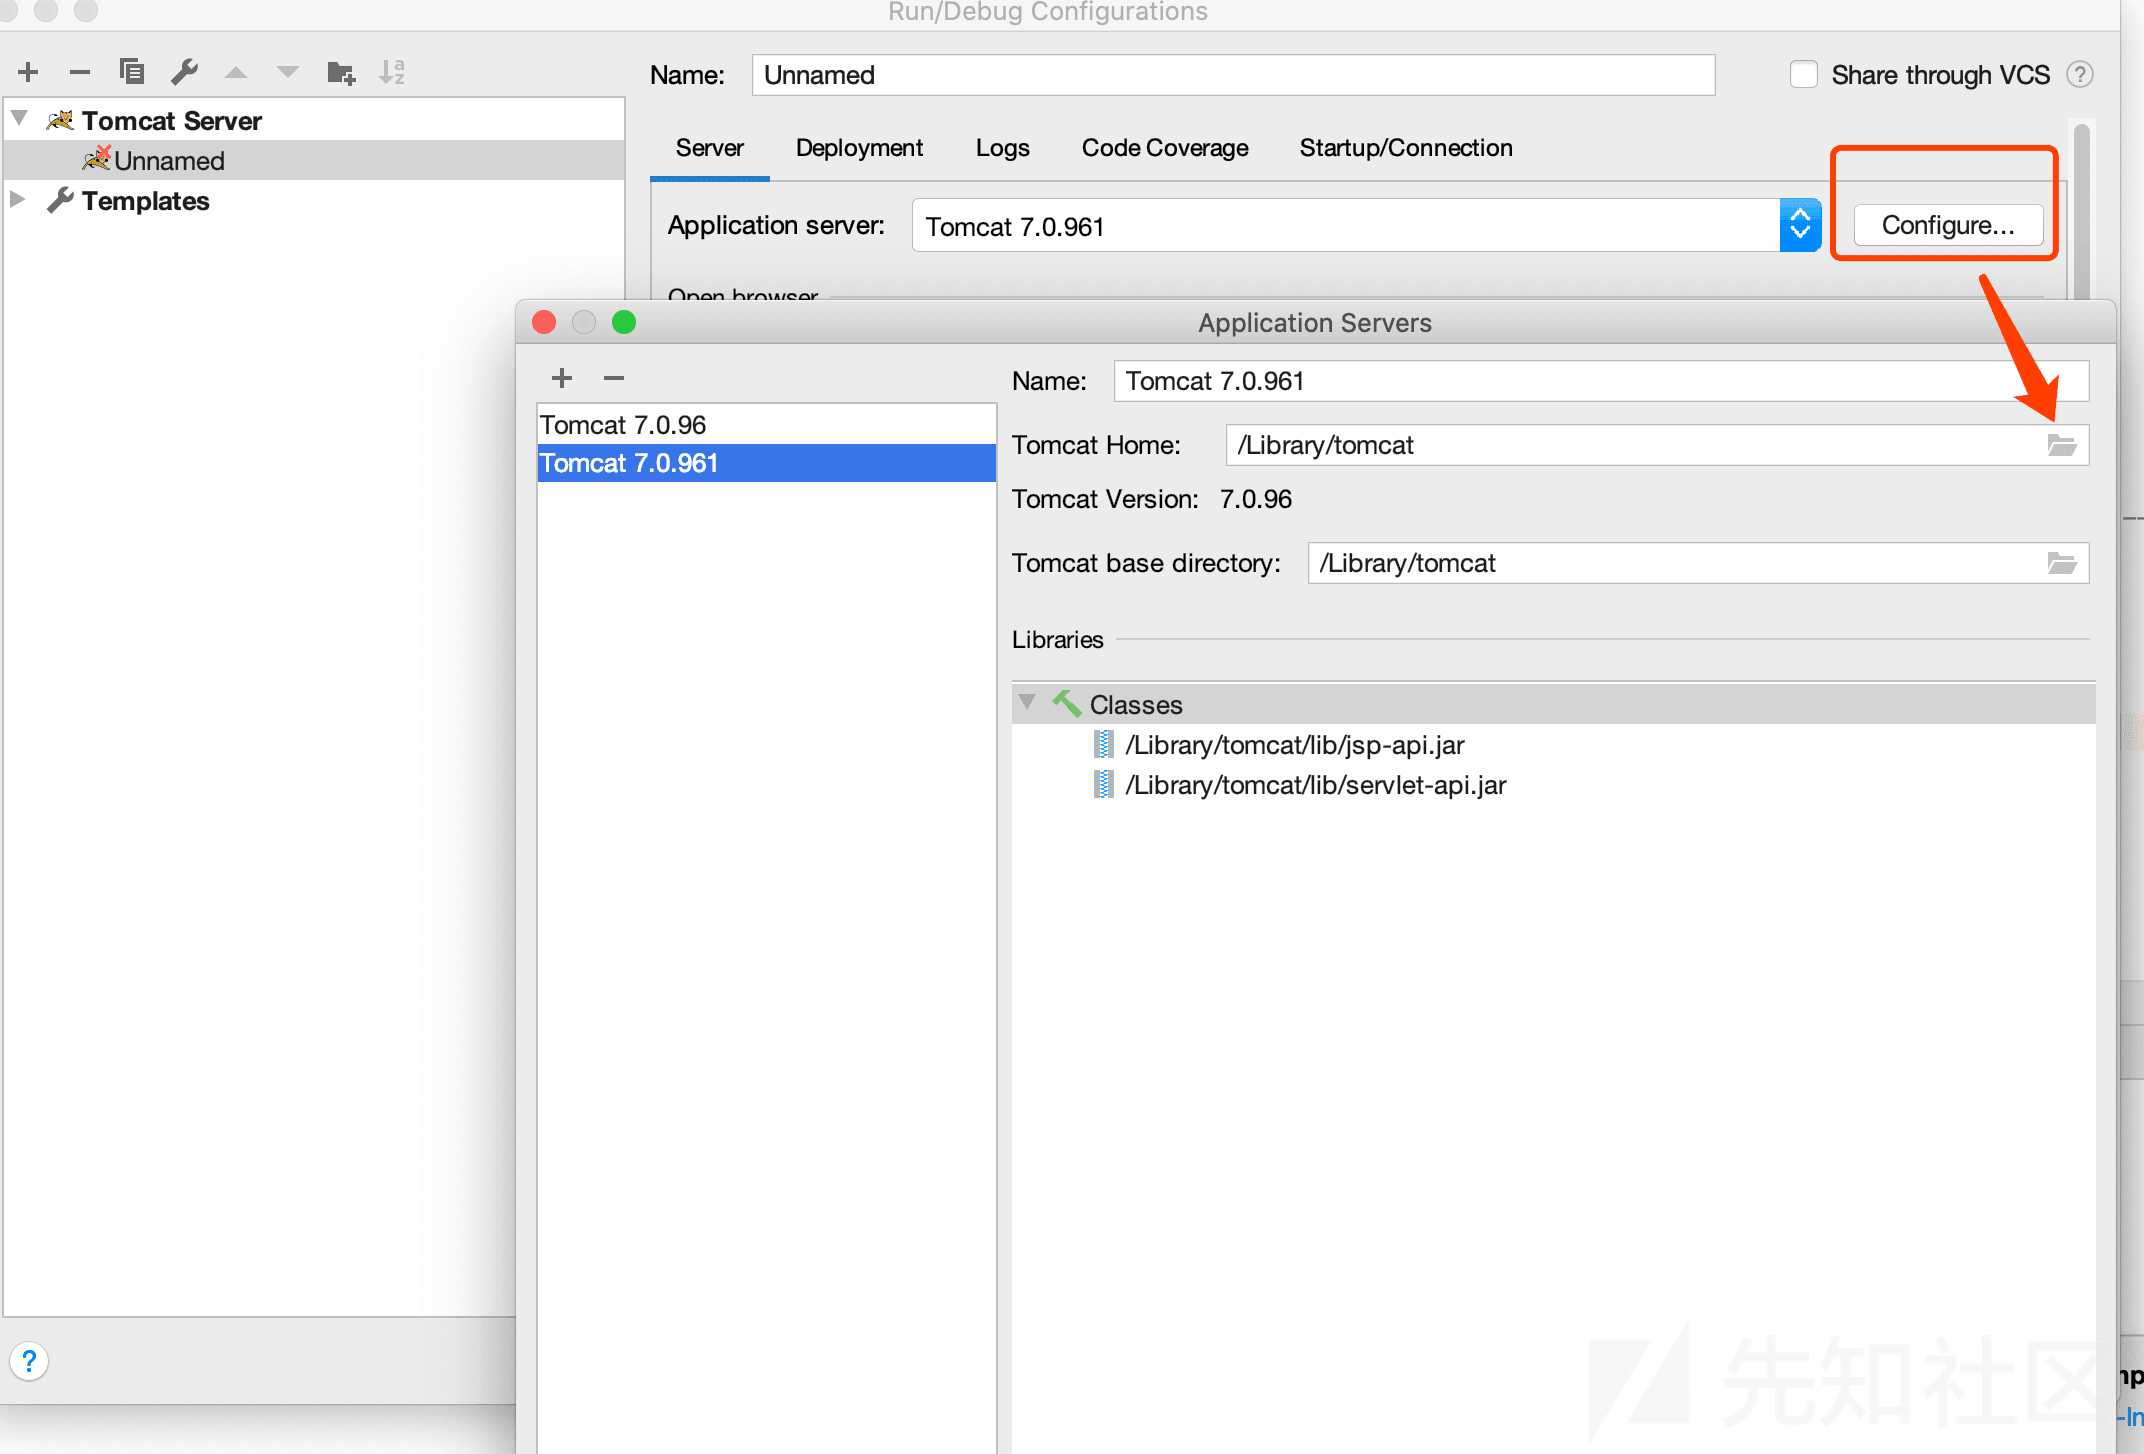 Run/Debug Configurations
Name: Unnamed
Share through VCS ?
Tomcat Server
Unnamed
Templates
Server Deployment Logs Code Coverage Startup/Connection
Application server: Tomcat 7.0.961 Configure...
Open browser
Application Servers
Name: Tomcat 7.0.961
Tomcat 7.0.96
Tomcat 7.0.961
Tomcat Home: /Library/tomcat
Tomcat Version: 7.0.96
Tomcat base directory: /Library/tomcat
Libraries
Classes
/Library/tomcat/lib/jsp-api.jar
/Library/tomcat/lib/servlet-api.jar
?
先知社区